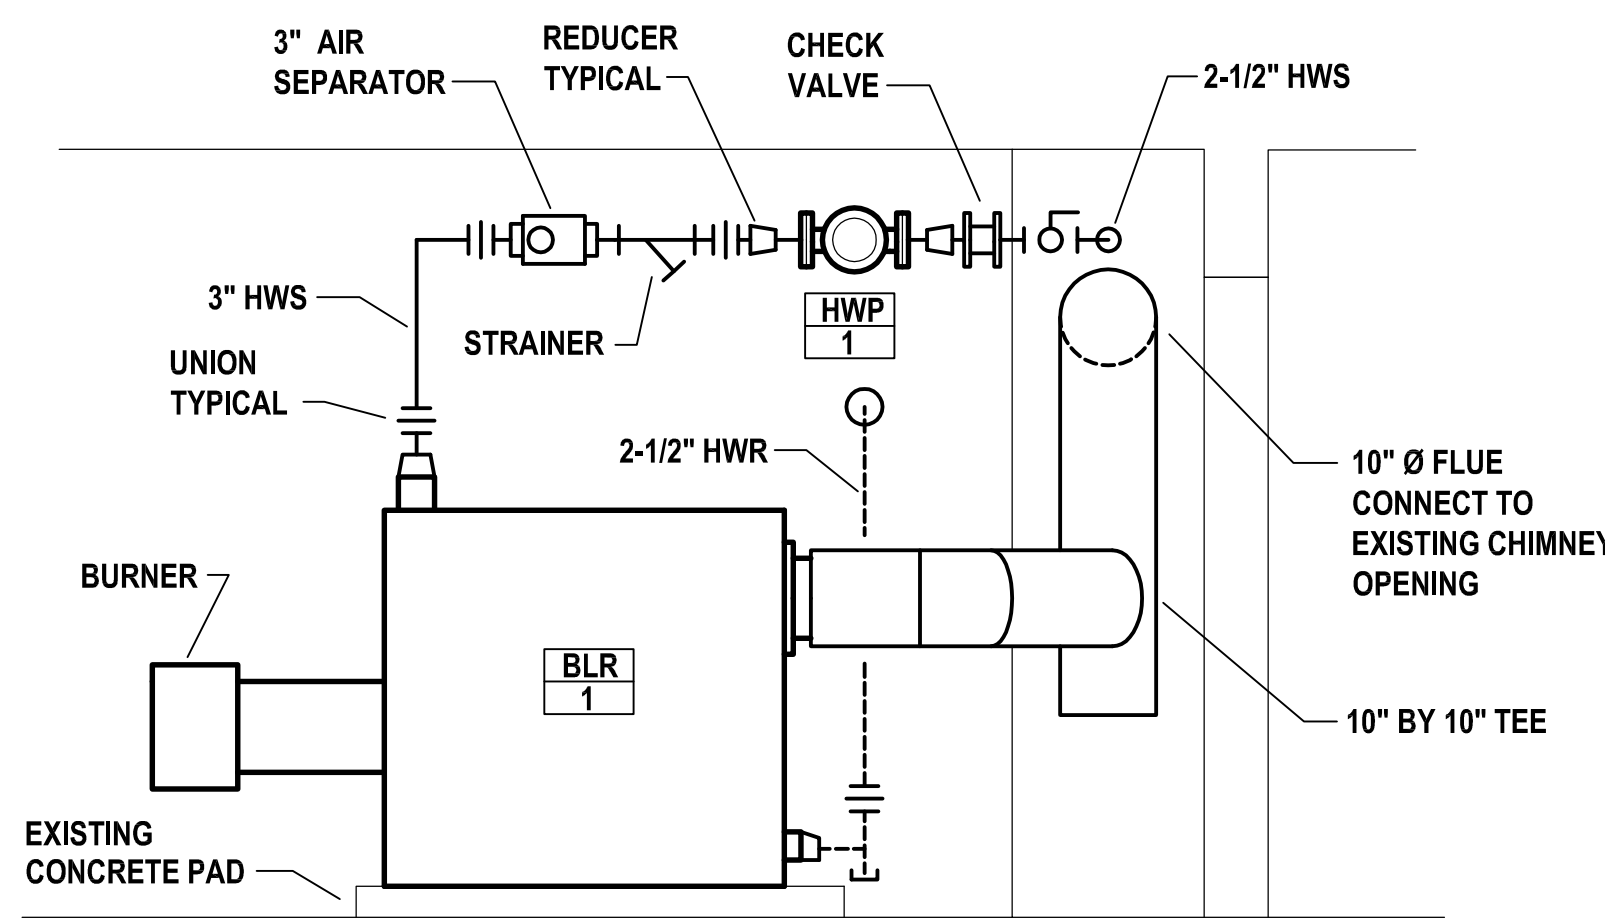 3" AIR
SEPARATOR
REDUCER
TYPICAL
CHECK
VALVE
2-1/2" HWS
3" HWS
STRAINER
HWP
1
UNION
TYPICAL
2-1/2" HWR
10" Ø FLUE
CONNECT TO
EXISTING CHIMNEY
OPENING
BURNER
BLR
1
10" BY 10" TEE
EXISTING
CONCRETE PAD